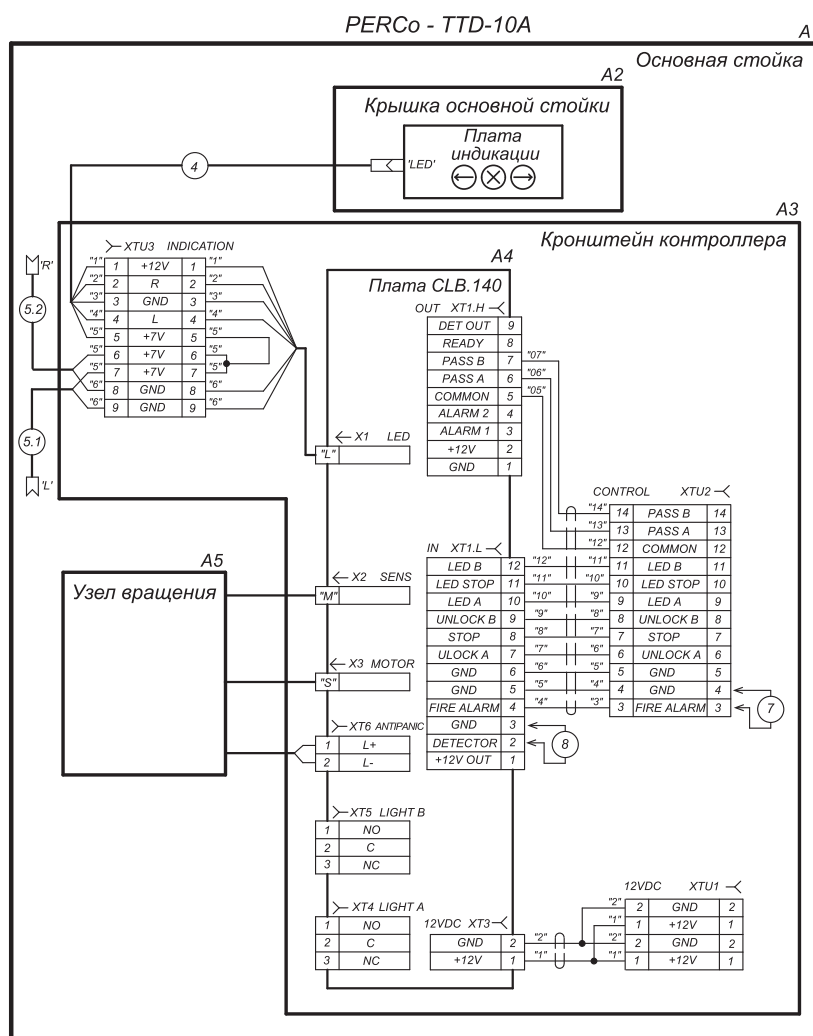 PERCo - TTD-10A
A
Основная стойка
A2
Крышка основной стойки
Плата
индикации
'LED'
4
A3
Кронштейн контроллера
XTU3 INDICATION
"1" 1 +12V 1 "1"
"2" 2 R 2 "2"
"3" 3 GND 3 "3"
"4" 4 L 4 "4"
"5" 5 +7V 5 "5"
"5" 6 +7V 6 "5"
"5" 7 +7V 7 "5"
"6" 8 GND 8 "6"
"6" 9 GND 9 "6"
'R'
5.2
5.1
'L'
A4
Плата CLB.140
OUT XT1.H
DET OUT 9
READY 8
PASS B 7 "07"
PASS A 6 "06"
COMMON 5 "05"
ALARM 2 4
ALARM 1 3
+12V 2
GND 1
X1 LED
"L"
CONTROL XTU2
"14" 14 PASS B 14
"13" 13 PASS A 13
"12" 12 COMMON 12
"11" 11 LED B 11
"10" 10 LED STOP 10
"9" 9 LED A 9
"8" 8 UNLOCK B 8
"7" 7 STOP 7
"6" 6 UNLOCK A 6
"5" 5 GND 5
"4" 4 GND 4
"3" 3 FIRE ALARM 3
7
IN XT1.L
LED B 12 "12"
LED STOP 11 "11"
LED A 10 "10"
UNLOCK B 9 "9"
STOP 8 "8"
ULOCK A 7 "7"
GND 6 "6"
GND 5 "5"
FIRE ALARM 4 "4"
GND 3
DETECTOR 2
+12V OUT 1
8
A5
Узел вращения
X2 SENS
"M"
X3 MOTOR
"S"
XT6 ANTIPANIC
1 L+
2 L-
XT5 LIGHT B
1 NO
2 C
3 NC
XT4 LIGHT A
1 NO
2 C
3 NC
12VDC XT3
GND 2 "2"
+12V 1 "1"
12VDC XTU1
"2" 2 GND 2
"1" 1 +12V 1
"2" 2 GND 2
"1" 1 +12V 1